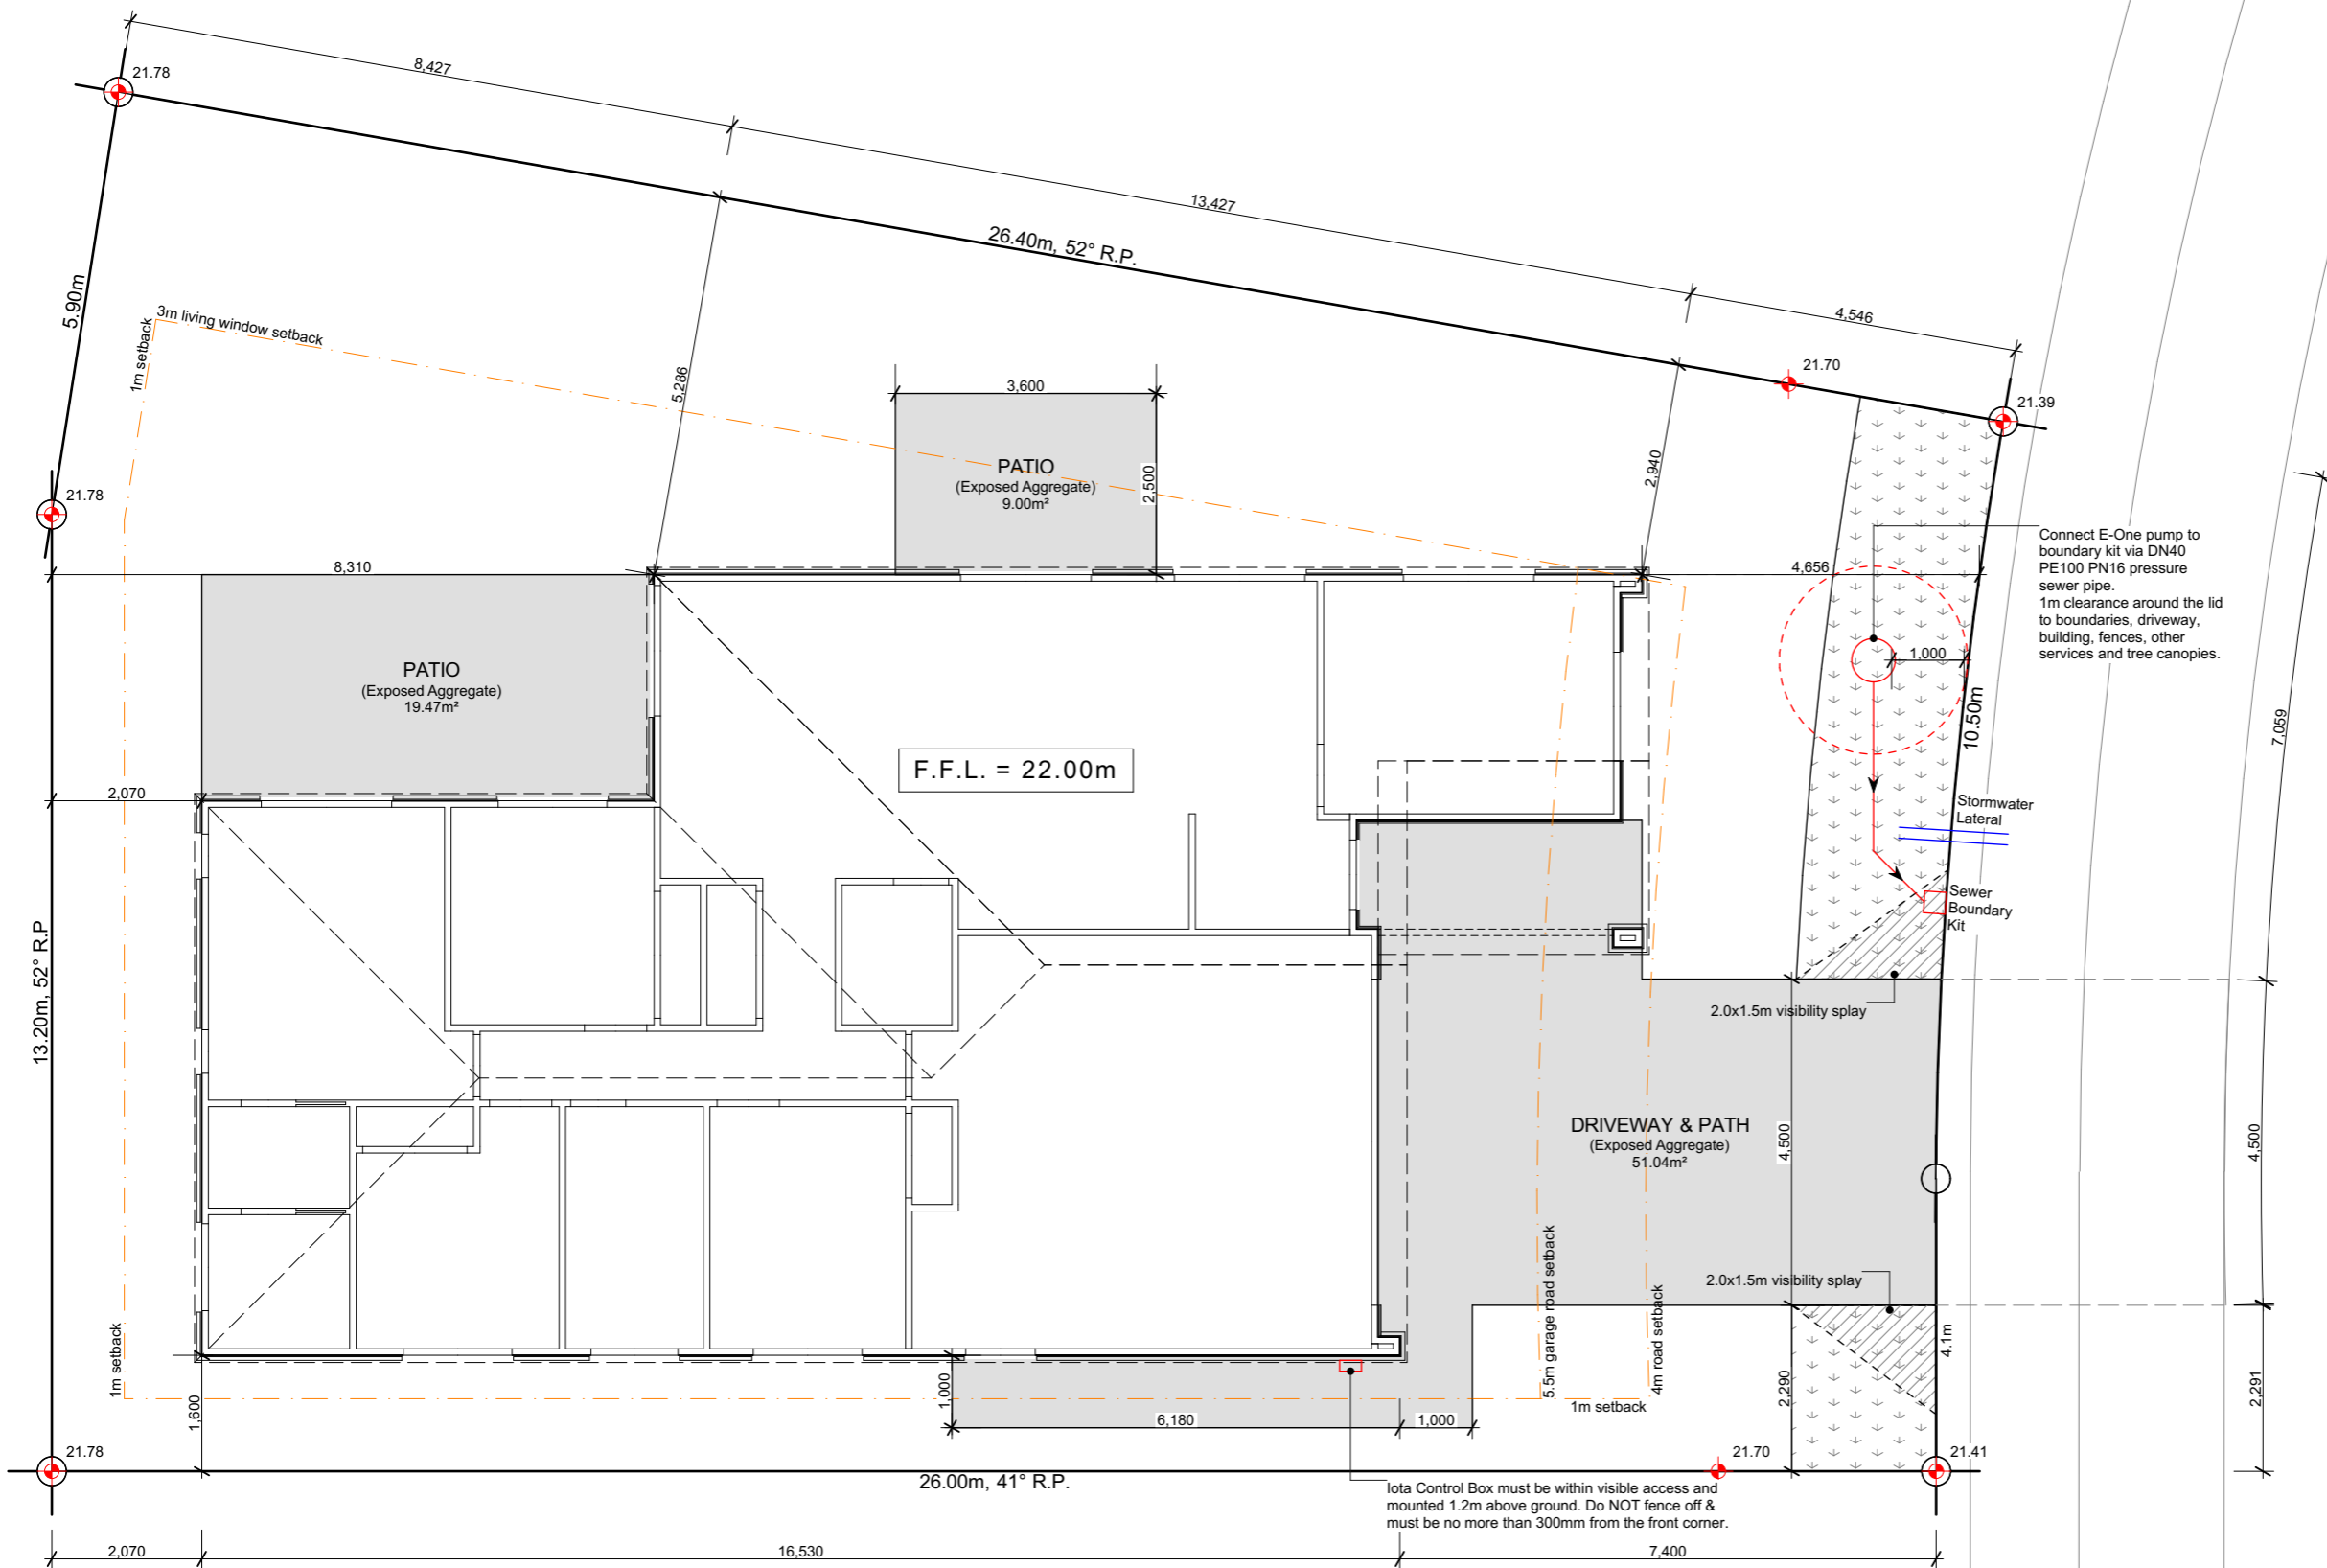 21.78
8,427
13,427
26.40m, 52° R.P.
4,546
5.90m
1m setback
3m living window setback
5,286
3,600
21.70
21.39
PATIO
(Exposed Aggregate)
9.00m²
2,500
2,940
21.78
Connect E-One pump to
boundary kit via DN40
PE100 PN16 pressure
sewer pipe.
1m clearance around the lid
to boundaries, driveway,
building, fences, other
services and tree canopies.
8,310
4,656
1,000
PATIO
(Exposed Aggregate)
19.47m²
10.50m
7,059
F.F.L. = 22.00m
2,070
Stormwater
Lateral
Sewer
Boundary
Kit
13.20m, 52° R.P
2.0x1.5m visibility splay
DRIVEWAY & PATH
(Exposed Aggregate)
51.04m²
4,500
4,500
5.5m garage road setback
4m road setback
2.0x1.5m visibility splay
4.1m
1m setback
1,600
1,000
6,180
1,000
1m setback
2,290
2,291
21.78
26.00m, 41° R.P.
21.70
21.41
Iota Control Box must be within visible access and
mounted 1.2m above ground. Do NOT fence off &
must be no more than 300mm from the front corner.
2,070
16,530
7,400